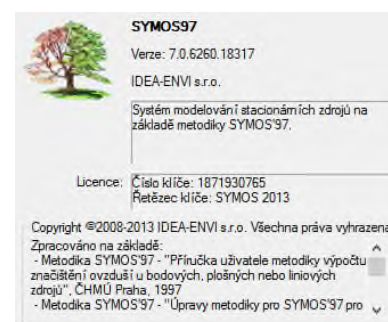 SYMOS97
Verze: 7.0.6260.18317
IDEA-ENVI s.r.o.
Systém modelování stacionárních zdrojů na
základě metodiky SYMOS'97.
Licence: Číslo klíče: 1871930765
Řetězec klíče: SYMOS 2013
Copyright ©2008-2013 IDEA-ENVI s.r.o. Všechna práva vyhrazena
Zpracováno na základě:
- Metodika SYMOS'97 - "Příručka uživatele metodiky výpočtu
značištění ovzduší u bodových, plošných nebo liniových
zdrojů", ČHMÚ Praha, 1997
- Metodika SYMOS'97 - "Úpravy metodiky pro SYMOS'97 pro